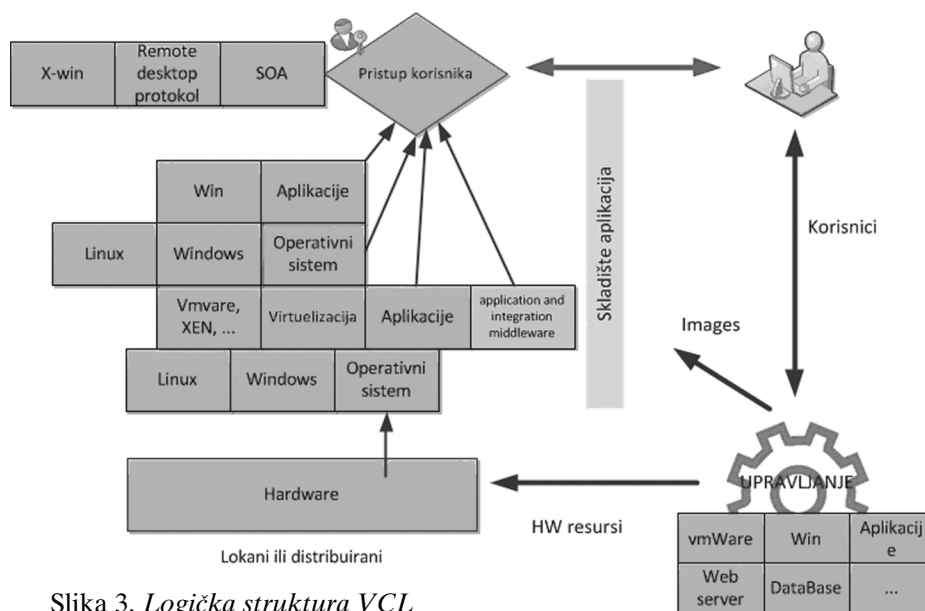 X-win
Remote
desktop
protokol
SOA
Pristup korisnika
Win
Aplikacije
Linux
Windows
Operativni
sistem
Vmvare,
XEN, ...
Virtuelizacija
Aplikacije
application and
integration
middleware
Linux
Windows
Operativni
sistem
Hardware
Lokani ili distribuirani
Skladište aplikacija
Korisnici
Images
HW resursi
UPRAVLJANJE
vmWare
Win
Aplikacij
e
Web
server
DataBase
...
Slika 3. Logička struktura VCL